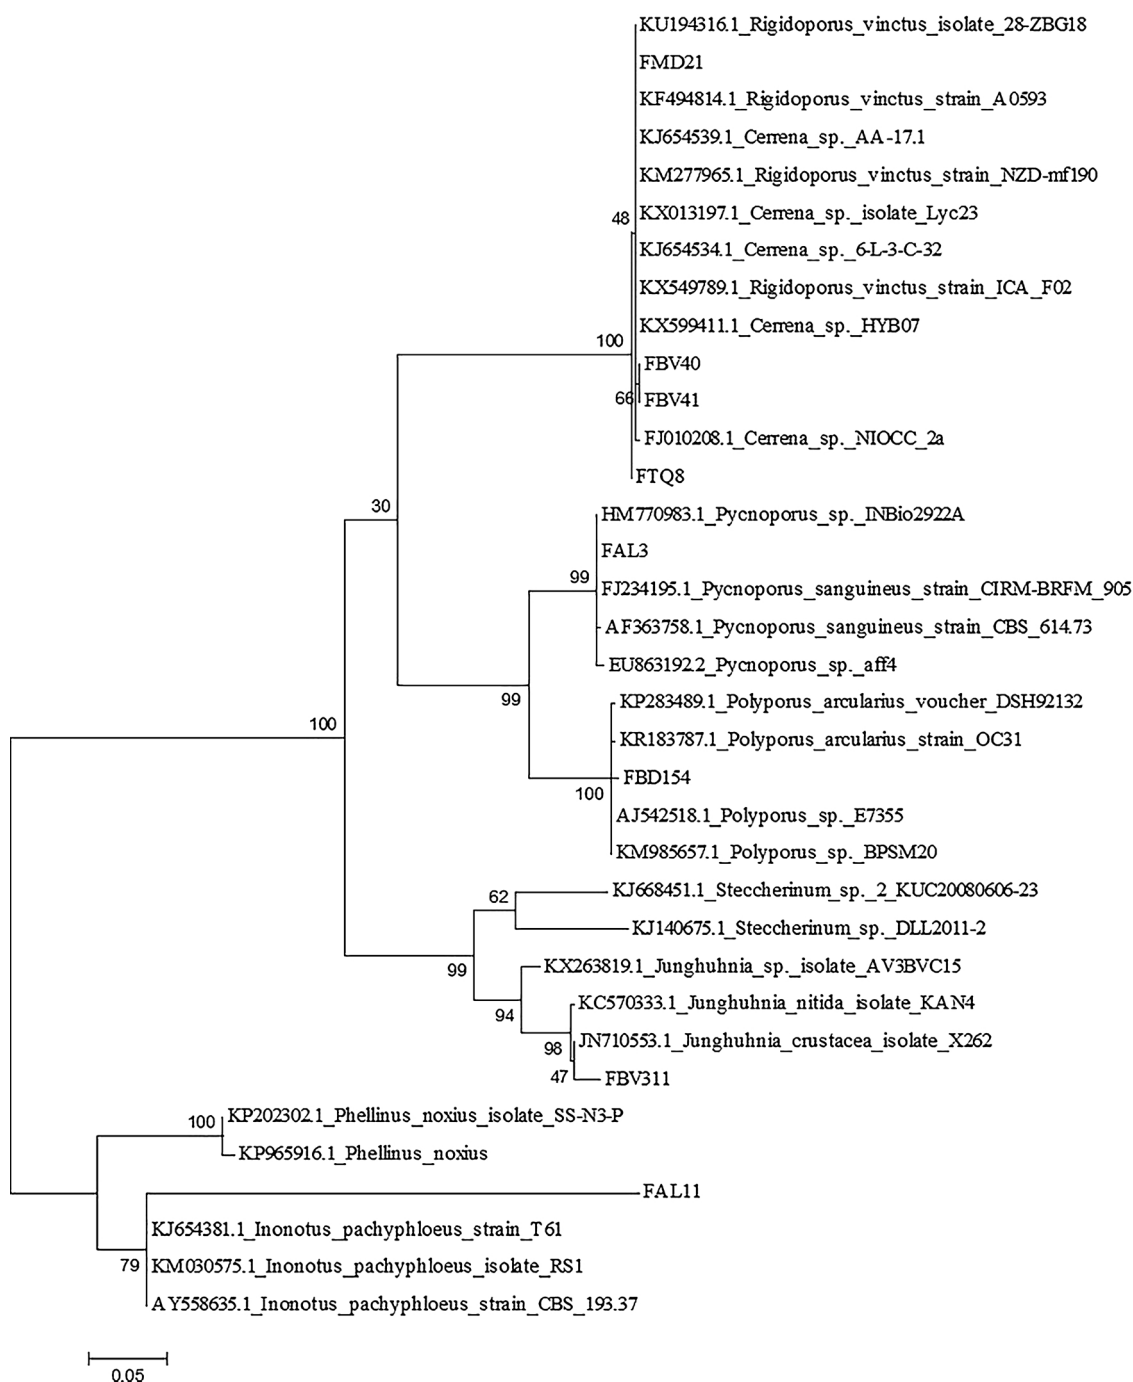 KU194316.1_Rigidoporus_vinctus_isolate_28-ZBG18
FMD21
KF494814.1_Rigidoporus_vinctus_strain_A0593
KJ654539.1_Cerrena_sp._AA-17.1
KM277965.1_Rigidoporus_vinctus_strain_NZD-mf190
48
KX013197.1_Cerrena_sp._isolate_Lyc23
KJ654534.1_Cerrena_sp._6-L-3-C-32
KX549789.1_Rigidoporus_vinctus_strain_ICA_F02
KX599411.1_Cerrena_sp._HYB07
100
FBV40
66
FBV41
FJ010208.1_Cerrena_sp._NIOCC_2a
FTQ8
30
HM770983.1_Pycnoporus_sp._INBio2922A
FAL3
99
FJ234195.1_Pycnoporus_sanguineus_strain_CIRM-BRFM_905
AF363758.1_Pycnoporus_sanguineus_strain_CBS_614.73
EU863192.2_Pycnoporus_sp._aff4
99
KP283489.1_Polyporus_arcularius_voucher_DSH92132
100
KR183787.1_Polyporus_arcularius_strain_OC31
FBD154
100
AJ542518.1_Polyporus_sp._E7355
KM985657.1_Polyporus_sp._BPSM20
62
KJ668451.1_Steccherinum_sp._2_KUC20080606-23
KJ140675.1_Steccherinum_sp._DLL2011-2
99
KX263819.1_Junghuhnia_sp._isolate_AV3BVC15
KC570333.1_Junghuhnia_nitida_isolate_KAN4
94
JN710553.1_Junghuhnia_crustacea_isolate_X262
98
47
FBV311
100
KP202302.1_Phellinus_noxius_isolate_SS-N3-P
KP965916.1_Phellinus_noxius
FAL11
KJ654381.1_Inonotus_pachyphloeus_strain_T61
79
KM030575.1_Inonotus_pachyphloeus_isolate_RS1
AY558635.1_Inonotus_pachyphloeus_strain_CBS_193.37
0.05